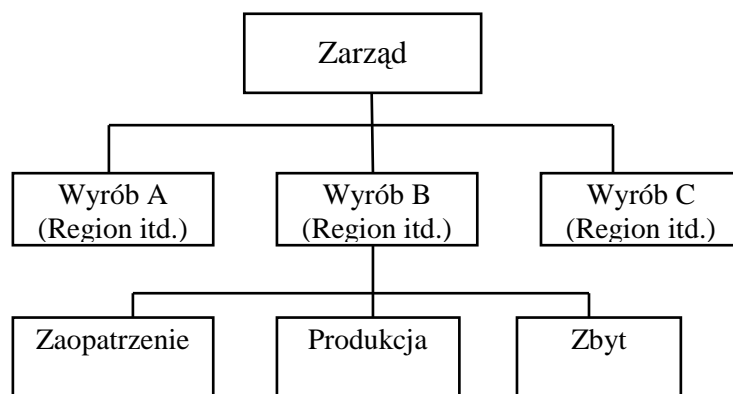 Zarząd
Wyrób A
(Region itd.)
Wyrób B
(Region itd.)
Wyrób C
(Region itd.)
Zaopatrzenie
Produkcja
Zbyt